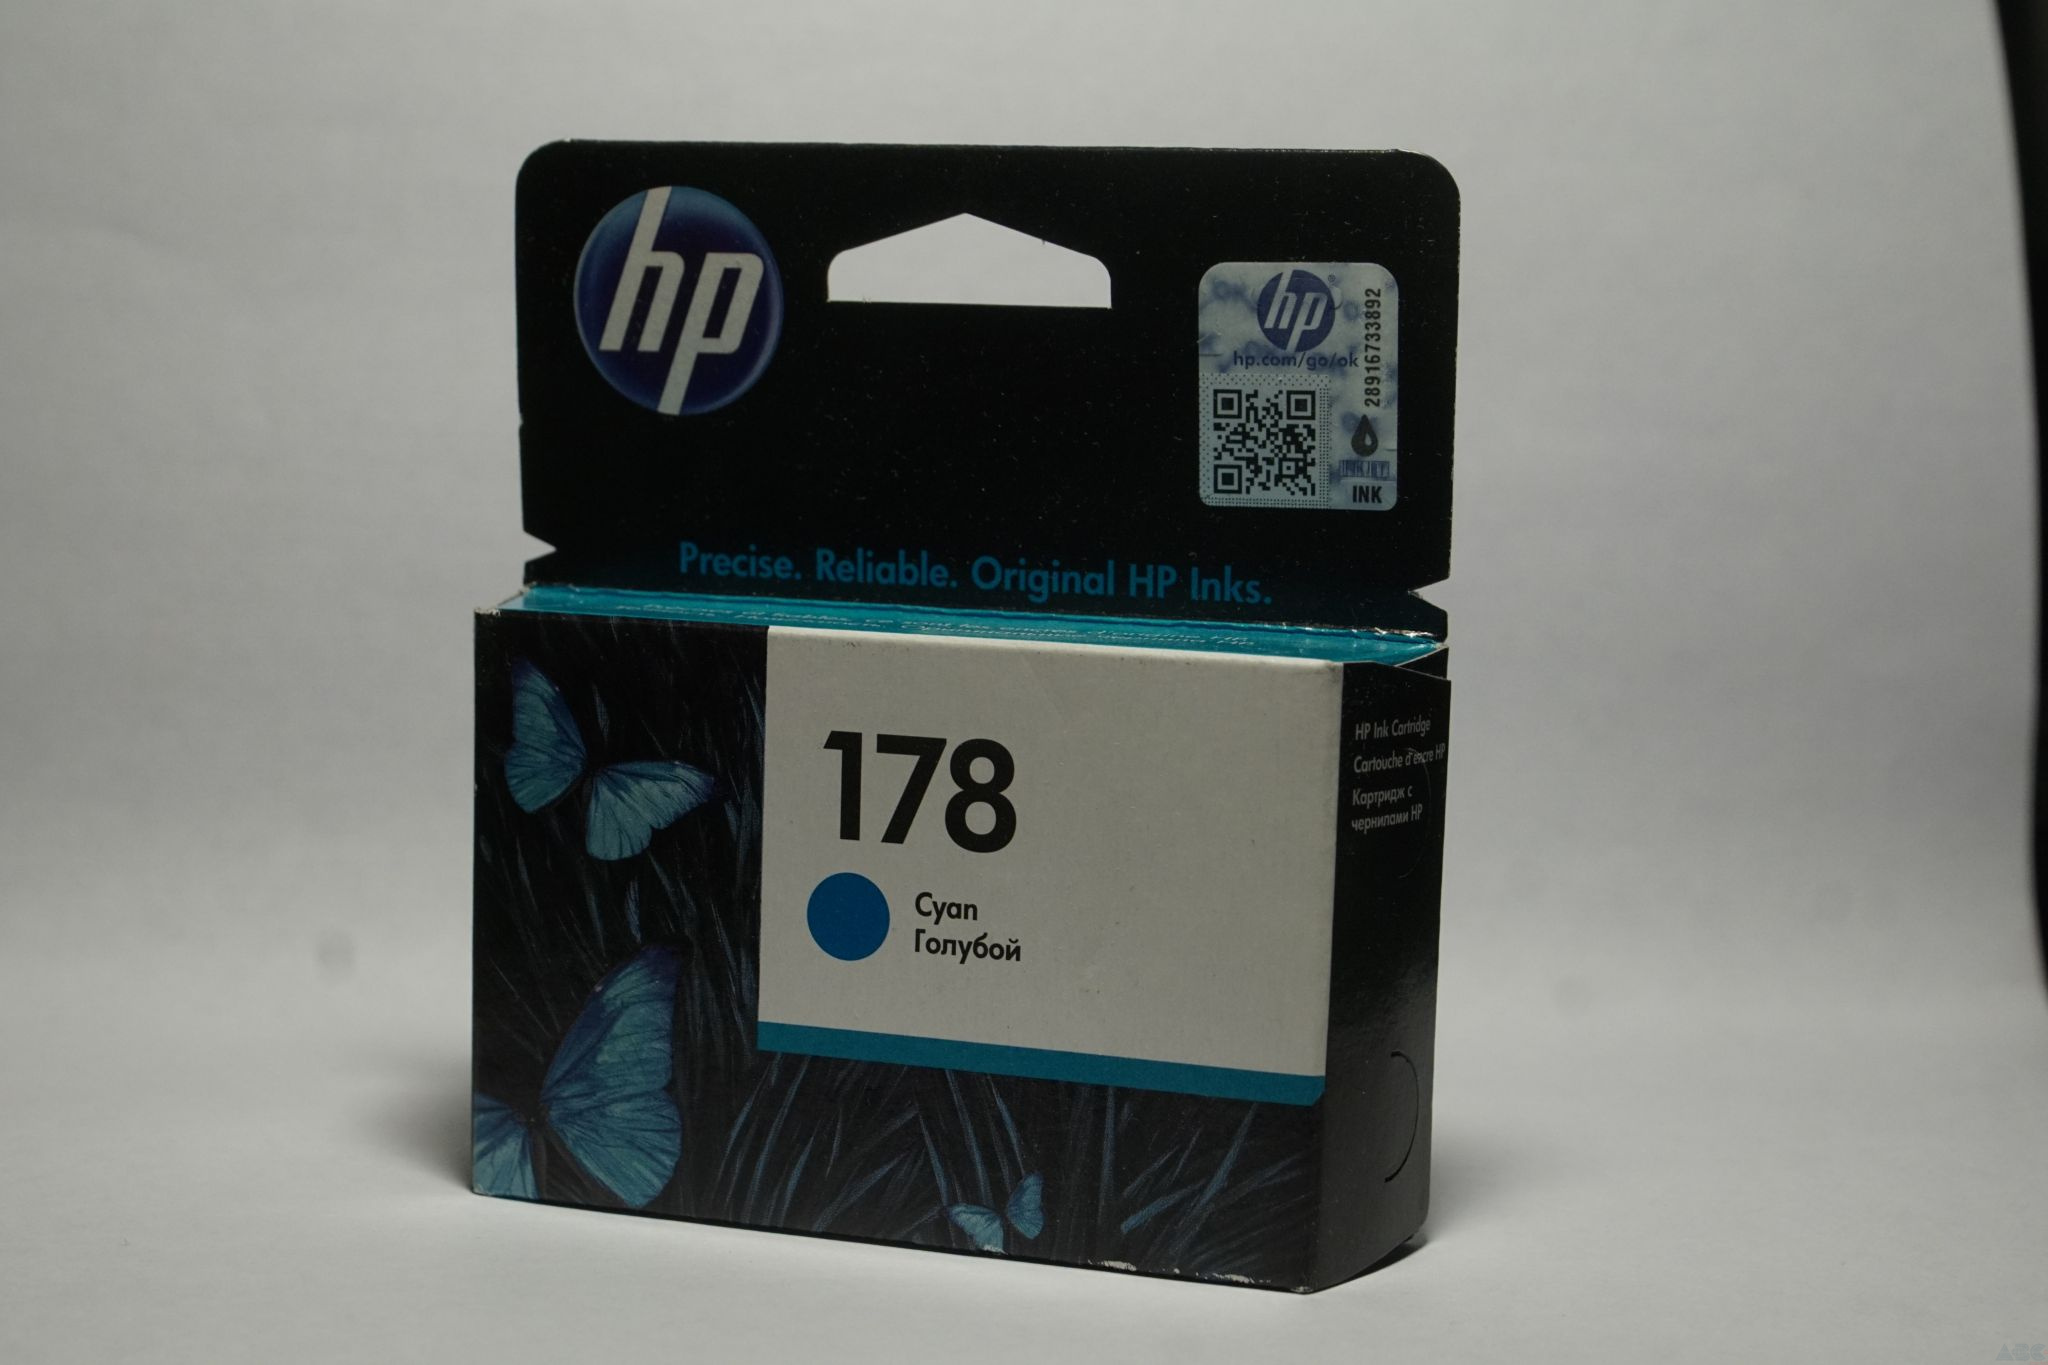 hp
hp
hp.com/go/ok
28916733892
INK
Precise. Reliable. Original HP Inks.
178
Cyan
Голубой
HP Ink Cartridge
Cartouche d'encre HP
Картридж с
чернилами HP